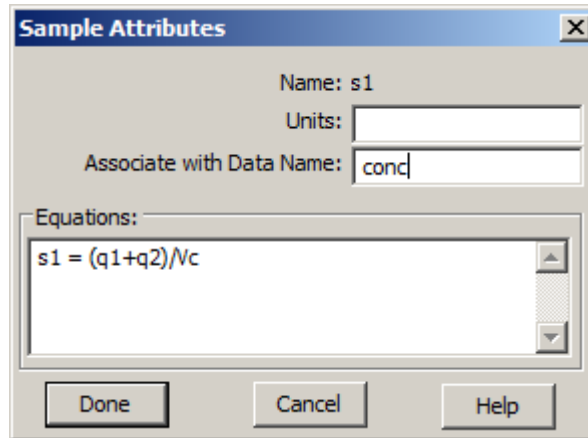 Sample Attributes
Name: s1
Units:
Associate with Data Name: conc
Equations:
s1 = (q1+q2)/Vc
Done Cancel Help